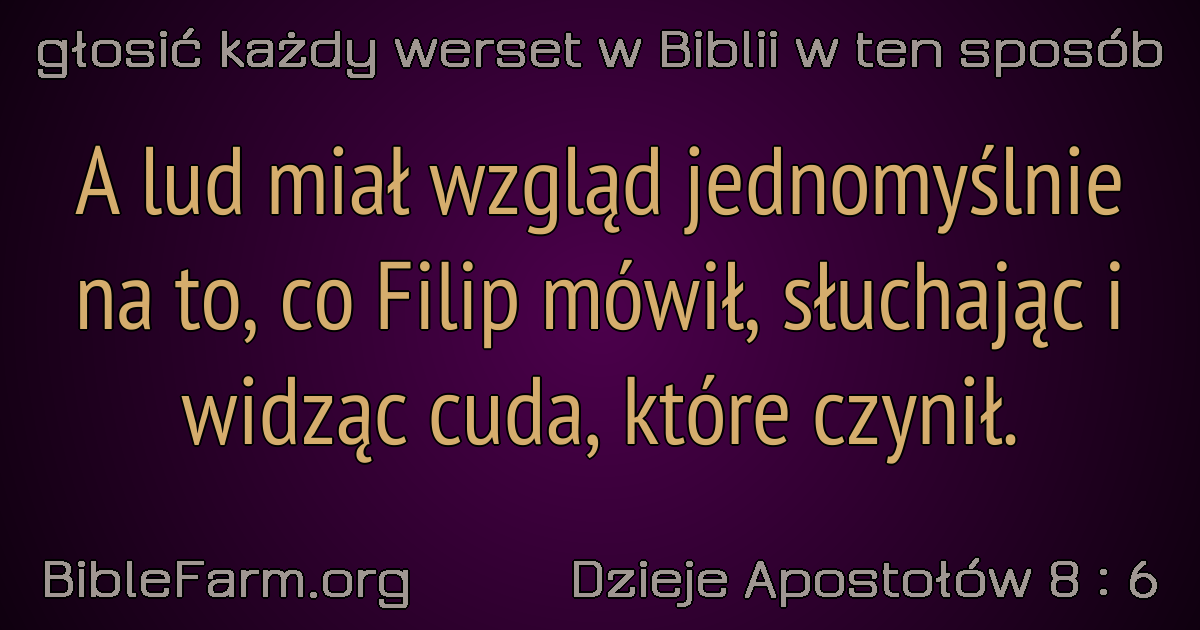 głosić każdy werset w Biblii w ten sposób
A lud miał wzgląd jednomyślnie
na to, co Filip mówił, słuchając i
widząc cuda, które czynił.
BibleFarm.org
Dzieje Apostołów 8 : 6